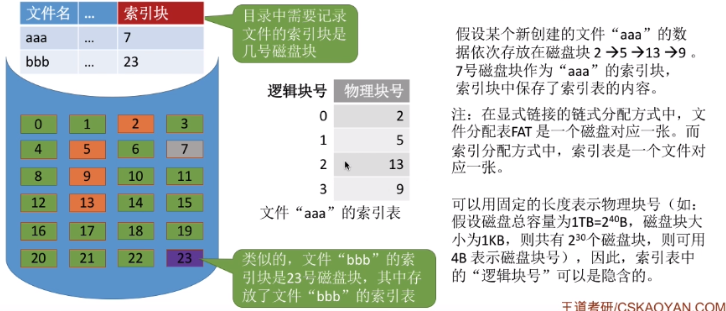 文件名 … 索引块
aaa … 7
bbb … 23
目录中需要记录
文件的索引块是
几号磁盘块
0 1 2 3
4 5 6 7
8 9 10 11
12 13 14 15
16 17 18 19
20 21 22 23
逻辑块号 物理块号
0 2
1 5
2 13
3 9
文件“aaa”的索引表
类似的，文件“bbb”的索
引块是23号磁盘块，其中存
放了文件“bbb”的索引表
假设某个新创建的文件“aaa”的数
据依次存放在磁盘块 2 →5 →13 →9 。
7号磁盘块作为“aaa”的索引块，
索引块中保存了索引表的内容。
注：在显式链接的链式分配方式中，文
件分配表FAT 是一个磁盘对应一张。而
索引分配方式中，索引表是一个文件对
应一张。
可以用固定的长度表示物理块号（如：
假设磁盘总容量为1TB=2⁴⁰B，磁盘块大
小为1KB，则共有 2³⁰个磁盘块，则可用
4B 表示磁盘块号），因此，索引表中
的“逻辑块号”可以是隐含的。
王道考研/CSKAOYAN.COM